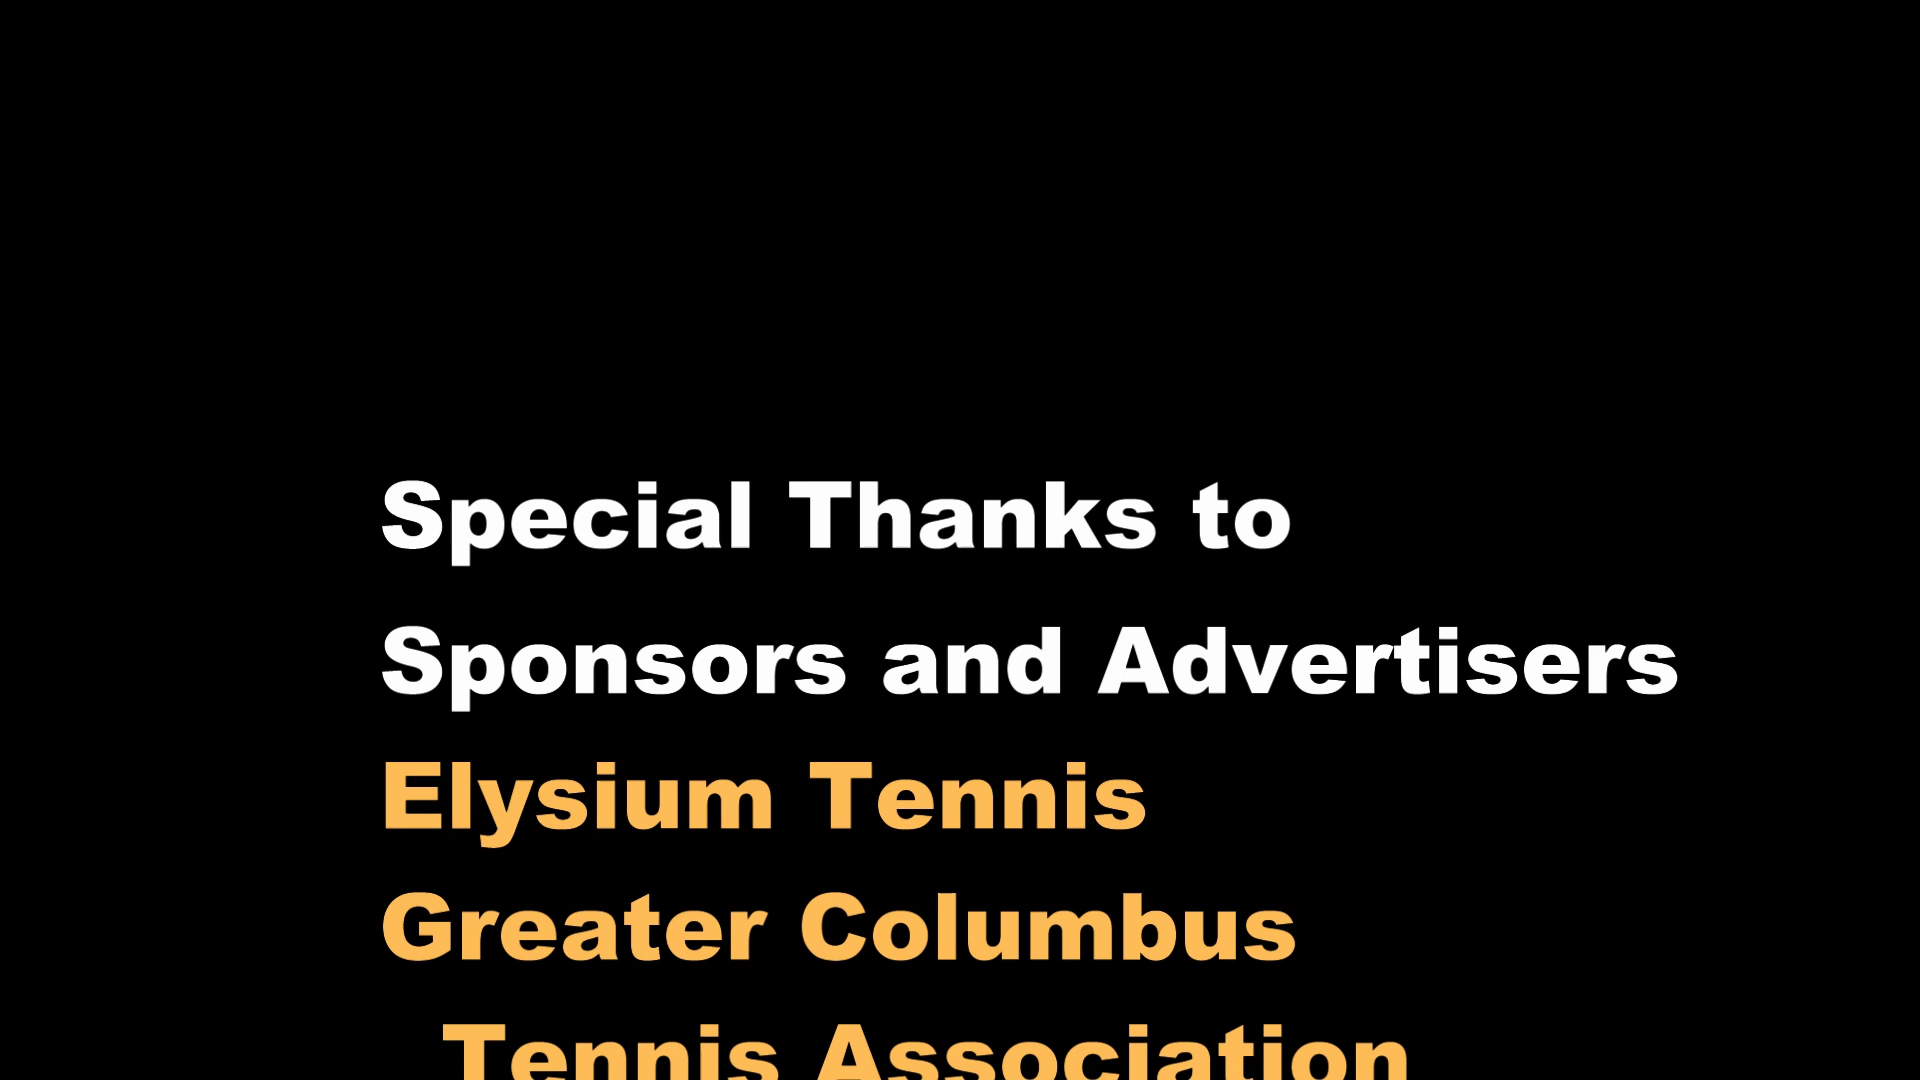 Special Thanks to
Sponsors and Advertisers
Elysium Tennis
Greater Columbus
Tennis Association